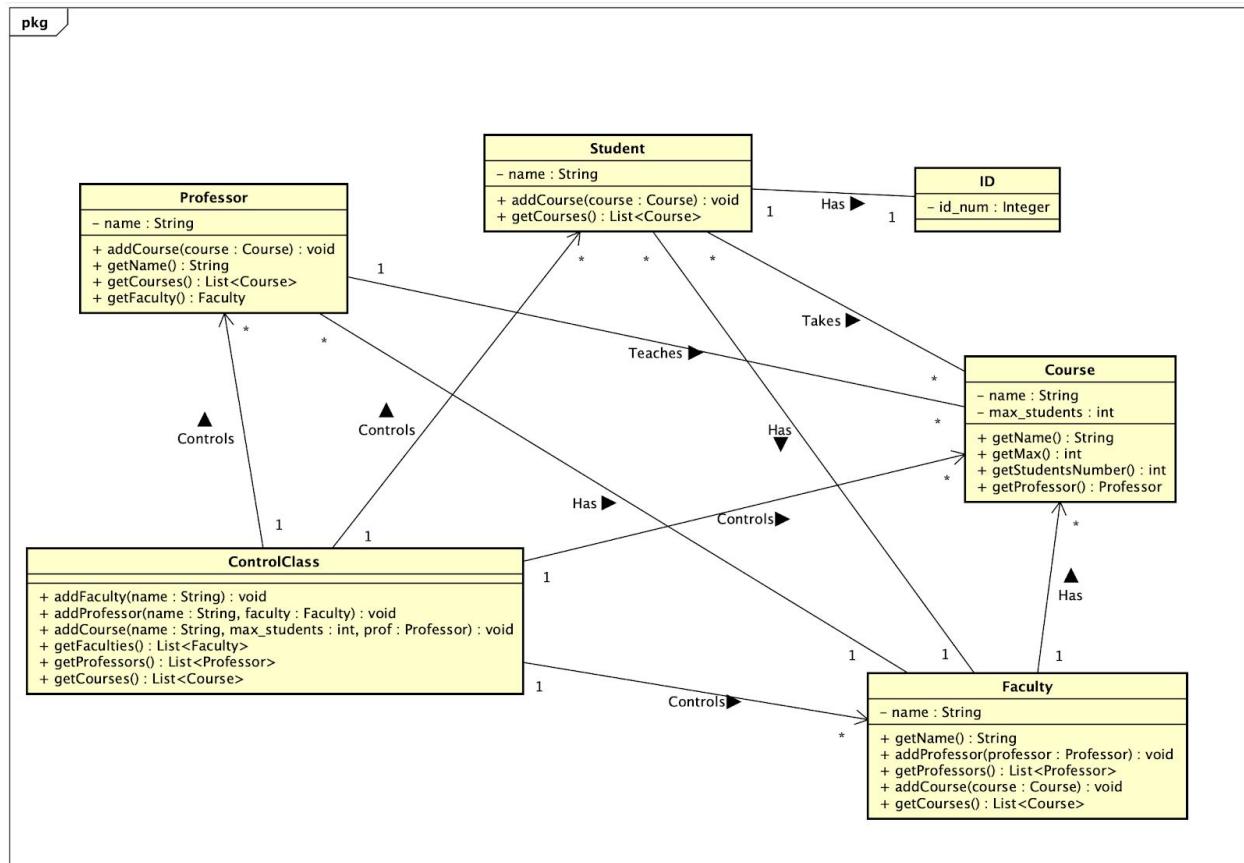 pkg
Student
– name : String
+ addCourse(course : Course) : void
+ getCourses() : List<Course>
ID
– id_num : Integer
1
Has ▶
1
Professor
– name : String
+ addCourse(course : Course) : void
+ getName() : String
+ getCourses() : List<Course>
+ getFaculty() : Faculty
*
*
*
1
*
*
Takes ▶
Teaches ▶
*
*
Course
– name : String
– max_students : int
+ getName() : String
+ getMax() : int
+ getStudentsNumber() : int
+ getProfessor() : Professor
▲
Controls
▲
Controls
Has
▼
*
*
Has ▶
Controls▶
1
1
1
▲
Has
ControlClass
+ addFaculty(name : String) : void
+ addProfessor(name : String, faculty : Faculty) : void
+ addCourse(name : String, max_students : int, prof : Professor) : void
+ getFaculties() : List<Faculty>
+ getProfessors() : List<Professor>
+ getCourses() : List<Course>
1
1
1
1
Controls▶
*
Faculty
– name : String
+ getName() : String
+ addProfessor(professor : Professor) : void
+ getProfessors() : List<Professor>
+ addCourse(course : Course) : void
+ getCourses() : List<Course>